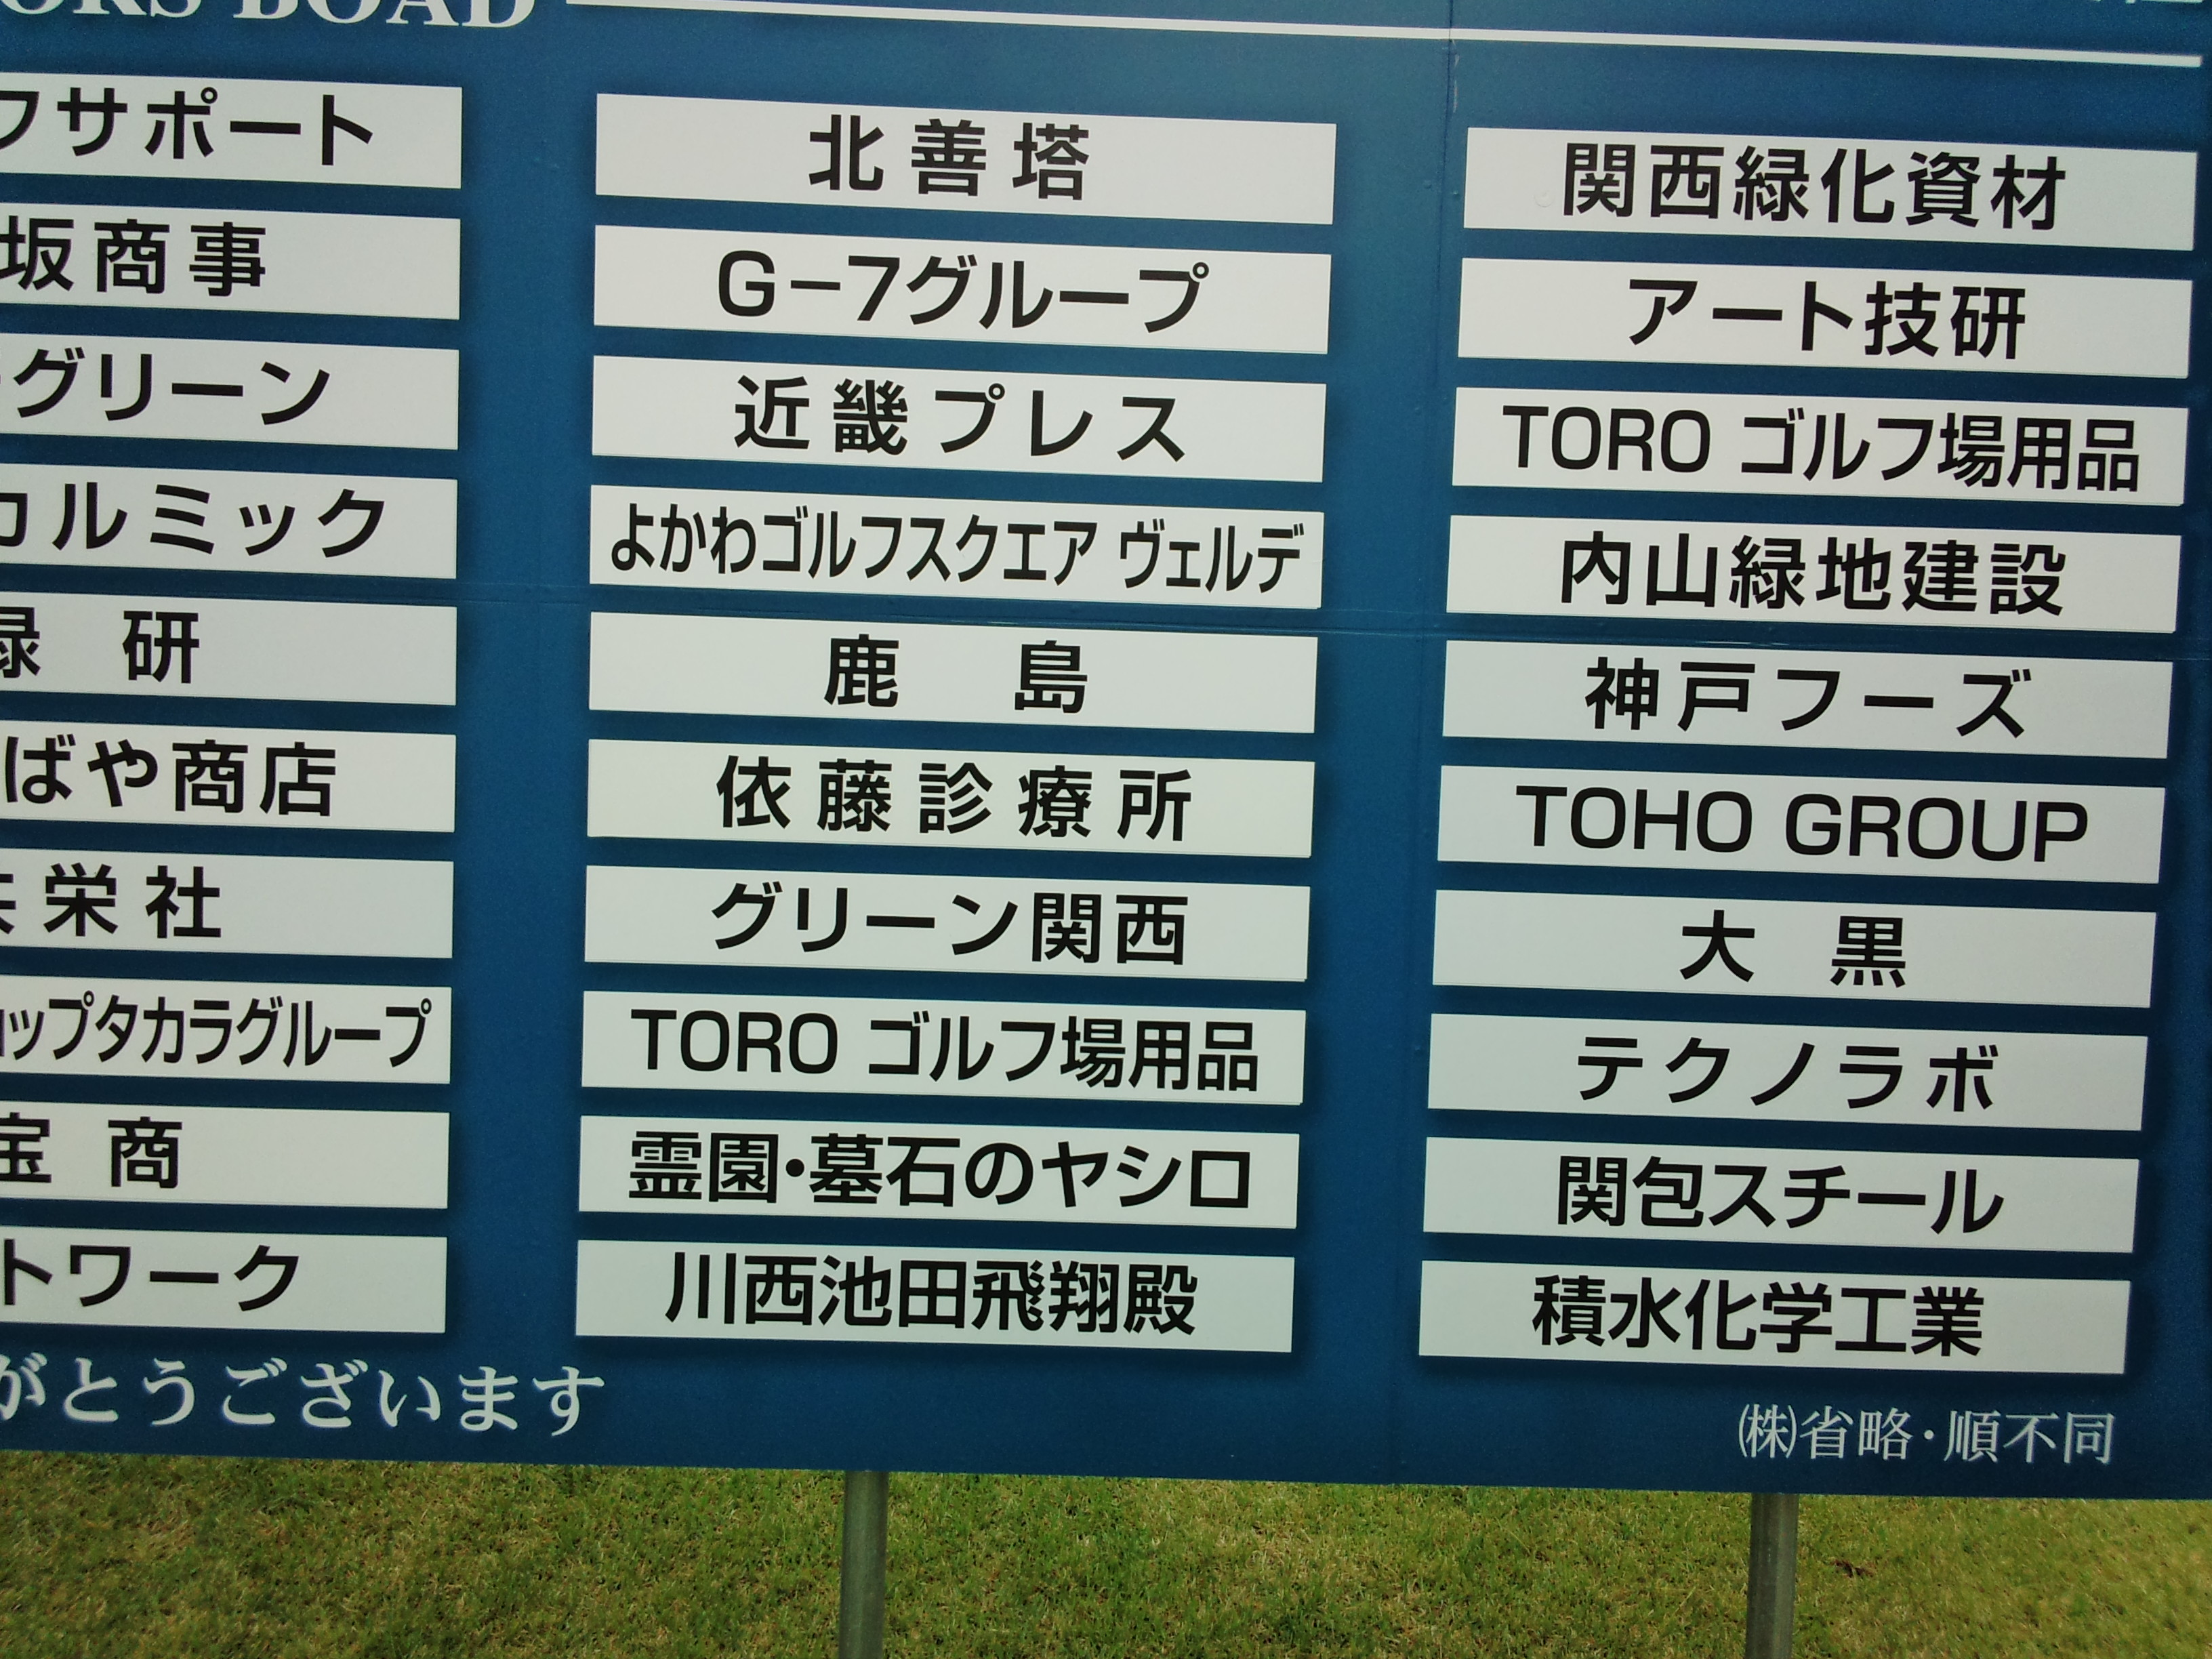 ORS BOAD
フサポート
坂商事
グリーン
カルミック
緑 研
ばや商店
栄社
ョップタカラグループ
宝 商
トワーク
北善塔
G-7グループ
近畿プレス
よかわゴルフスクエア ヴェルデ
鹿 島
依藤診療所
グリーン関西
TORO ゴルフ場用品
霊園・墓石のヤシロ
川西池田飛翔殿
関西緑化資材
アート技研
TORO ゴルフ場用品
内山緑地建設
神戸フーズ
TOHO GROUP
大 黒
テクノラボ
関包スチール
積水化学工業
がとうございます
㈱省略・順不同